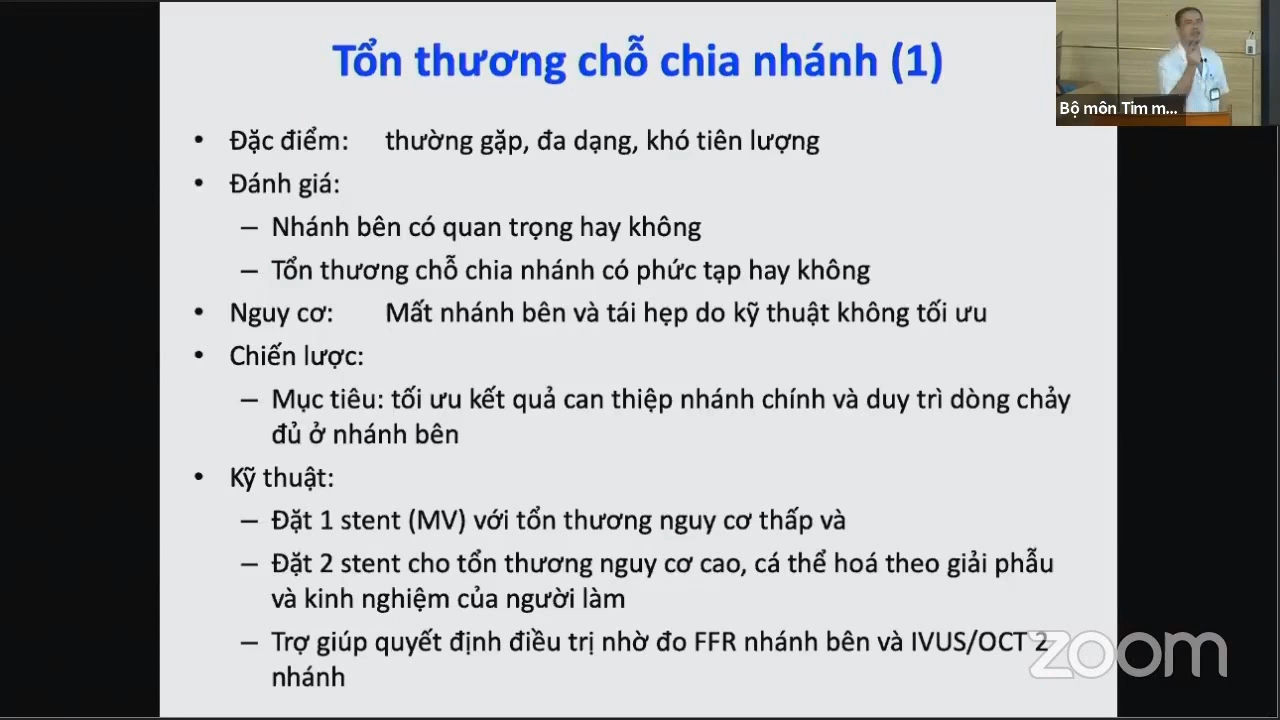 Tổn thương chỗ chia nhánh (1)
Bộ môn Tim m...
• Đặc điểm: thường gặp, đa dạng, khó tiên lượng
• Đánh giá:
– Nhánh bên có quan trọng hay không
– Tổn thương chỗ chia nhánh có phức tạp hay không
• Nguy cơ: Mất nhánh bên và tái hẹp do kỹ thuật không tối ưu
• Chiến lược:
– Mục tiêu: tối ưu kết quả can thiệp nhánh chính và duy trì dòng chảy
đủ ở nhánh bên
• Kỹ thuật:
– Đặt 1 stent (MV) với tổn thương nguy cơ thấp và
– Đặt 2 stent cho tổn thương nguy cơ cao, cá thể hoá theo giải phẫu
và kinh nghiệm của người làm
– Trợ giúp quyết định điều trị nhờ đo FFR nhánh bên và IVUS/OCT 2
nhánh
zoom